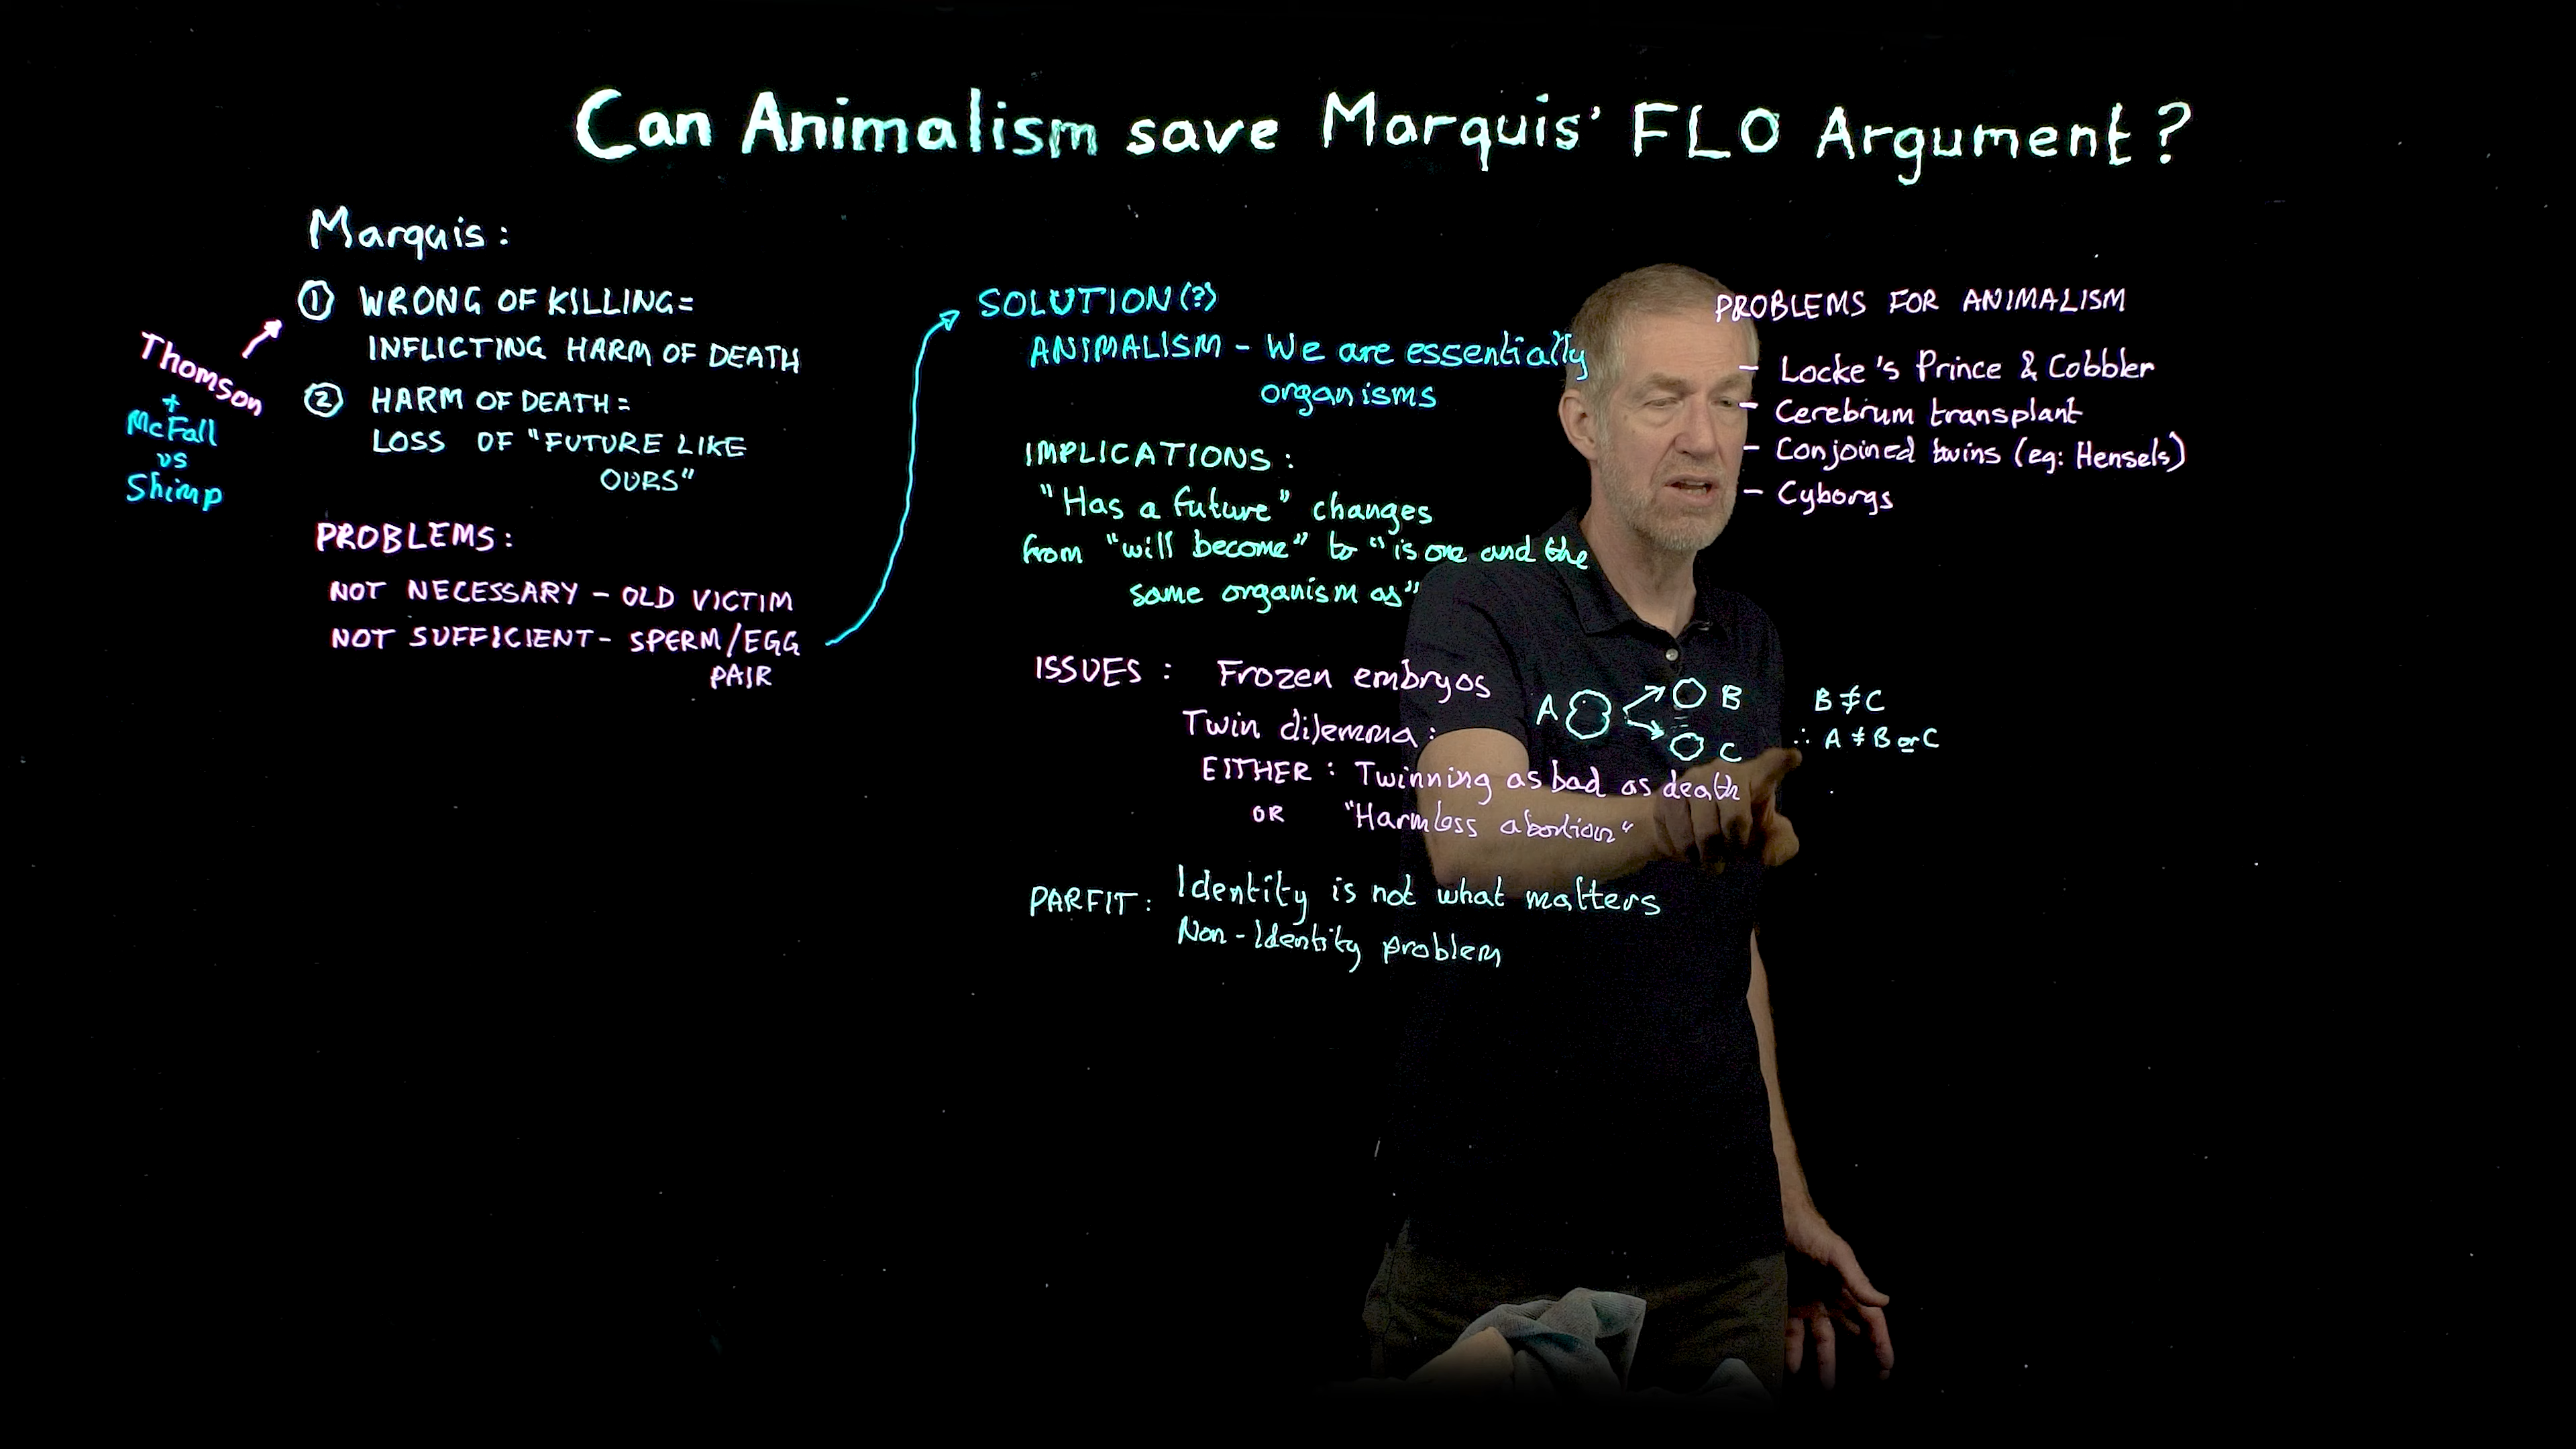 Can Animalism save Marquis' FLO Argument?
Marquis:
① WRONG OF KILLING=
INFLICTING HARM OF DEATH
② HARM OF DEATH=
LOSS OF "FUTURE LIKE
OURS"
Thomson
+
McFall
vs
Shimp
PROBLEMS:
NOT NECESSARY - OLD VICTIM
NOT SUFFICIENT- SPERM/EGG
PAIR
SOLUTION(?)
ANIMALISM - We are essentially
organisms
IMPLICATIONS:
"Has a future" changes
from "will become" to "is one and the
same organism as"
ISSUES: Frozen embryos
Twin dilemma:
EITHER: Twinning as bad as death
OR "Harmless abortion"
A B
C
B ≠ C
∴ A ≠ B or C
PARFIT: Identity is not what matters
Non-Identity problem
PROBLEMS FOR ANIMALISM
- Locke's Prince & Cobbler
- Cerebrum transplant
- Conjoined twins (eg: Hensels)
- Cyborgs